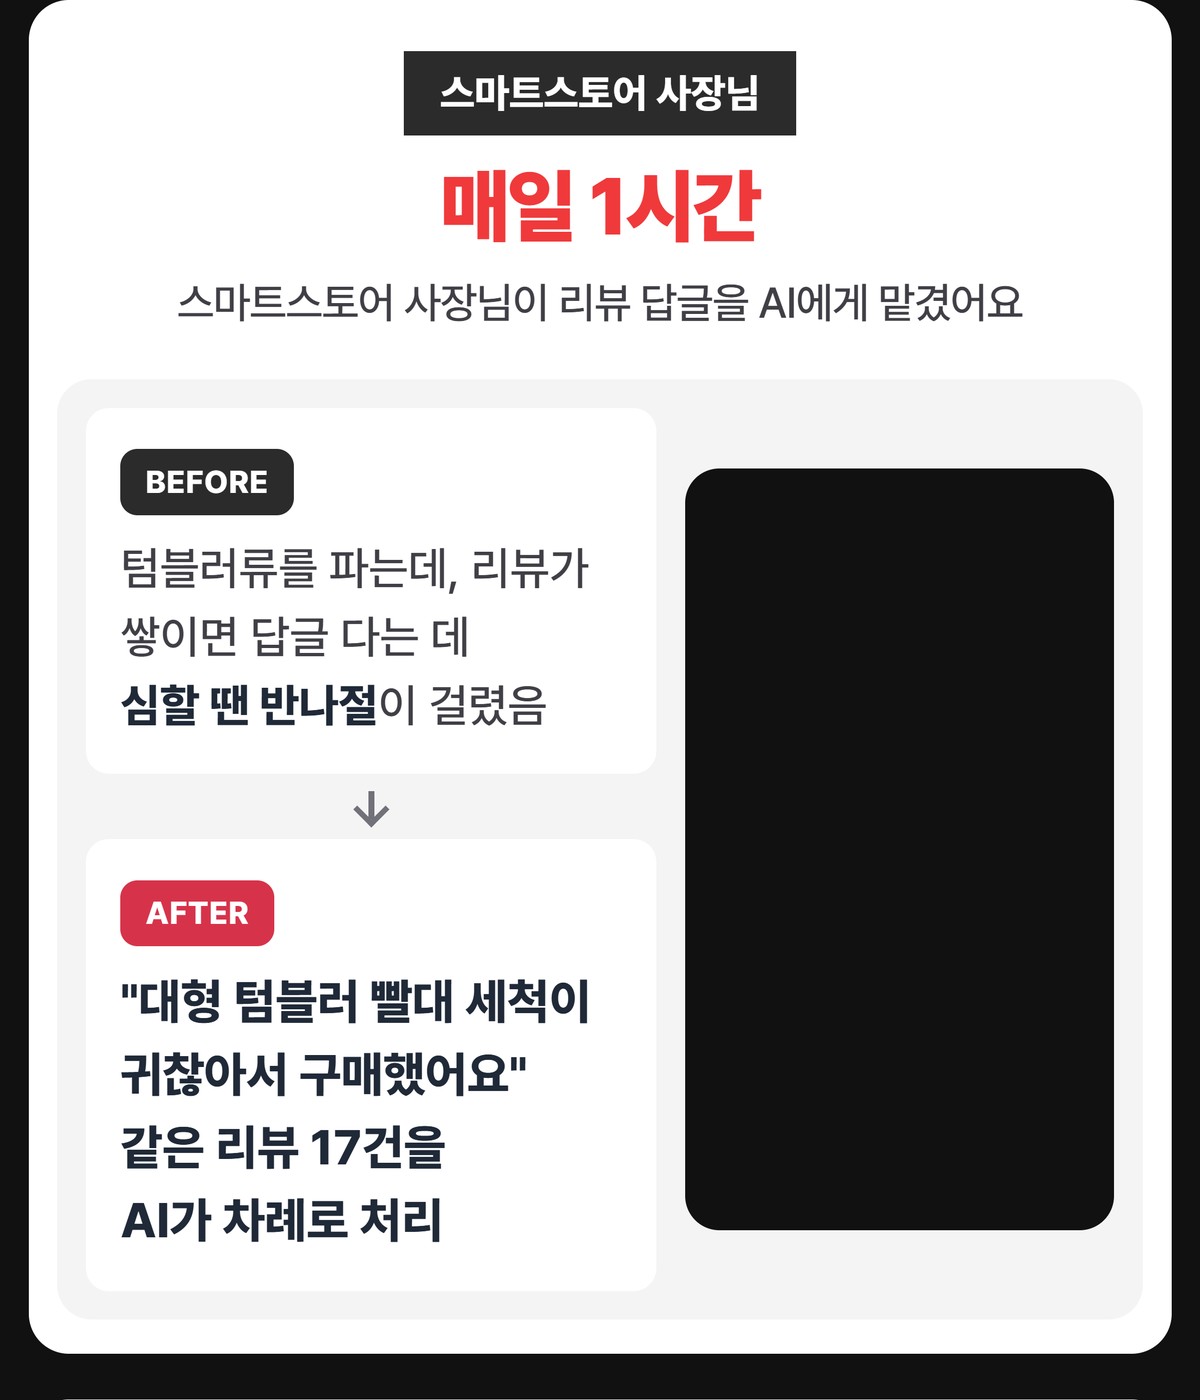 스마트스토어 사장님
매일 1시간
스마트스토어 사장님이 리뷰 답글을 AI에게 맡겼어요
BEFORE
텀블러류를 파는데, 리뷰가
쌓이면 답글 다는 데
심할 땐 반나절이 걸렸음
↓
AFTER
"대형 텀블러 빨대 세척이
귀찮아서 구매했어요"
같은 리뷰 17건을
AI가 차례로 처리